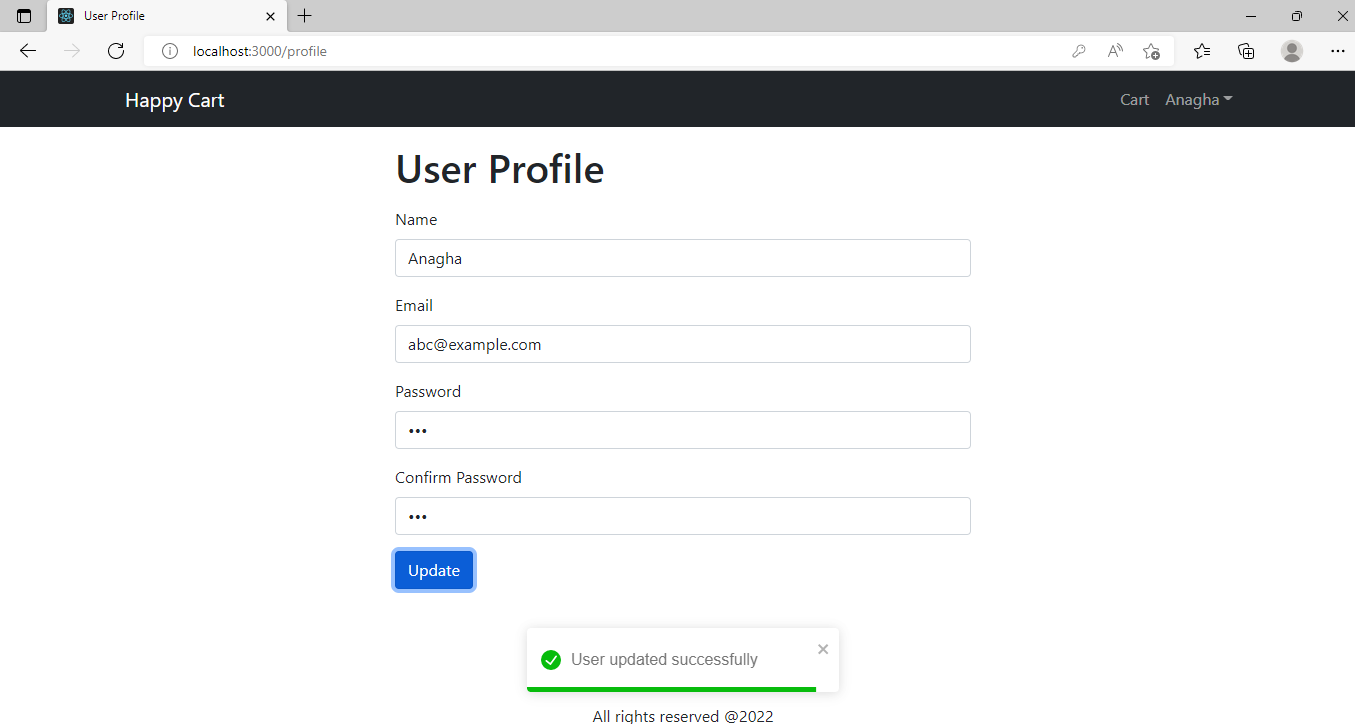 User Profile
localhost:3000/profile
Happy Cart
Cart Anagha
User Profile
Name
Anagha
Email
abc@example.com
Password
•••
Confirm Password
•••
Update
User updated successfully
All rights reserved @2022